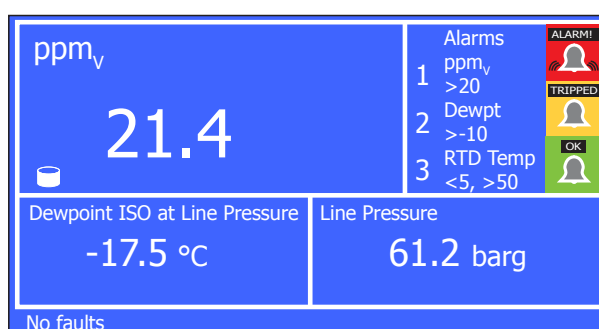 ppmV
21.4
Alarms
1 ppmV
>20
2 Dewpt
>-10
3 RTD Temp
<5, >50
ALARM!
TRIPPED
OK
Dewpoint ISO at Line Pressure
-17.5 °C
Line Pressure
61.2 barg
No faults